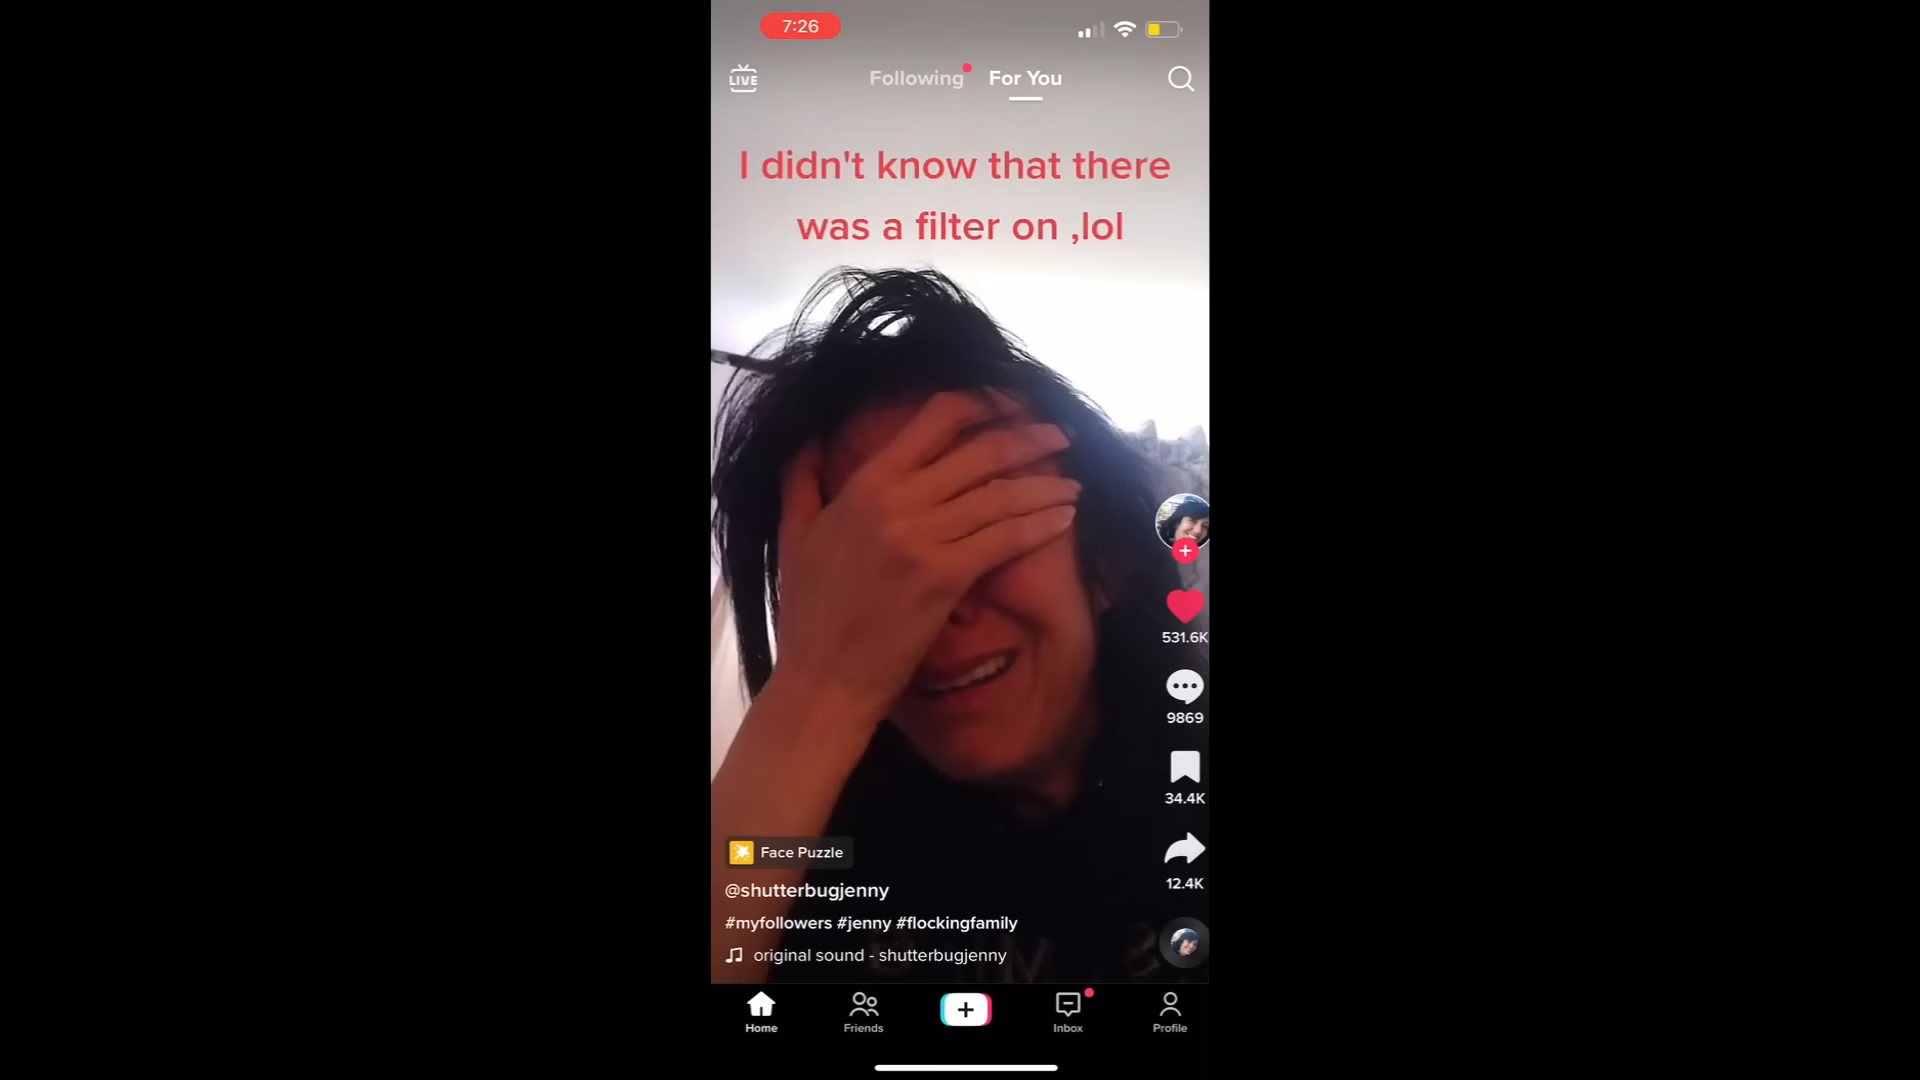 7:26
LIVE
Following
For You
I didn't know that there
was a filter on ,lol
531.6K
9869
34.4K
12.4K
Face Puzzle
@shutterbugjenny
#myfollowers #jenny #flockingfamily
original sound - shutterbugjenny
Home
Friends
Inbox
Profile